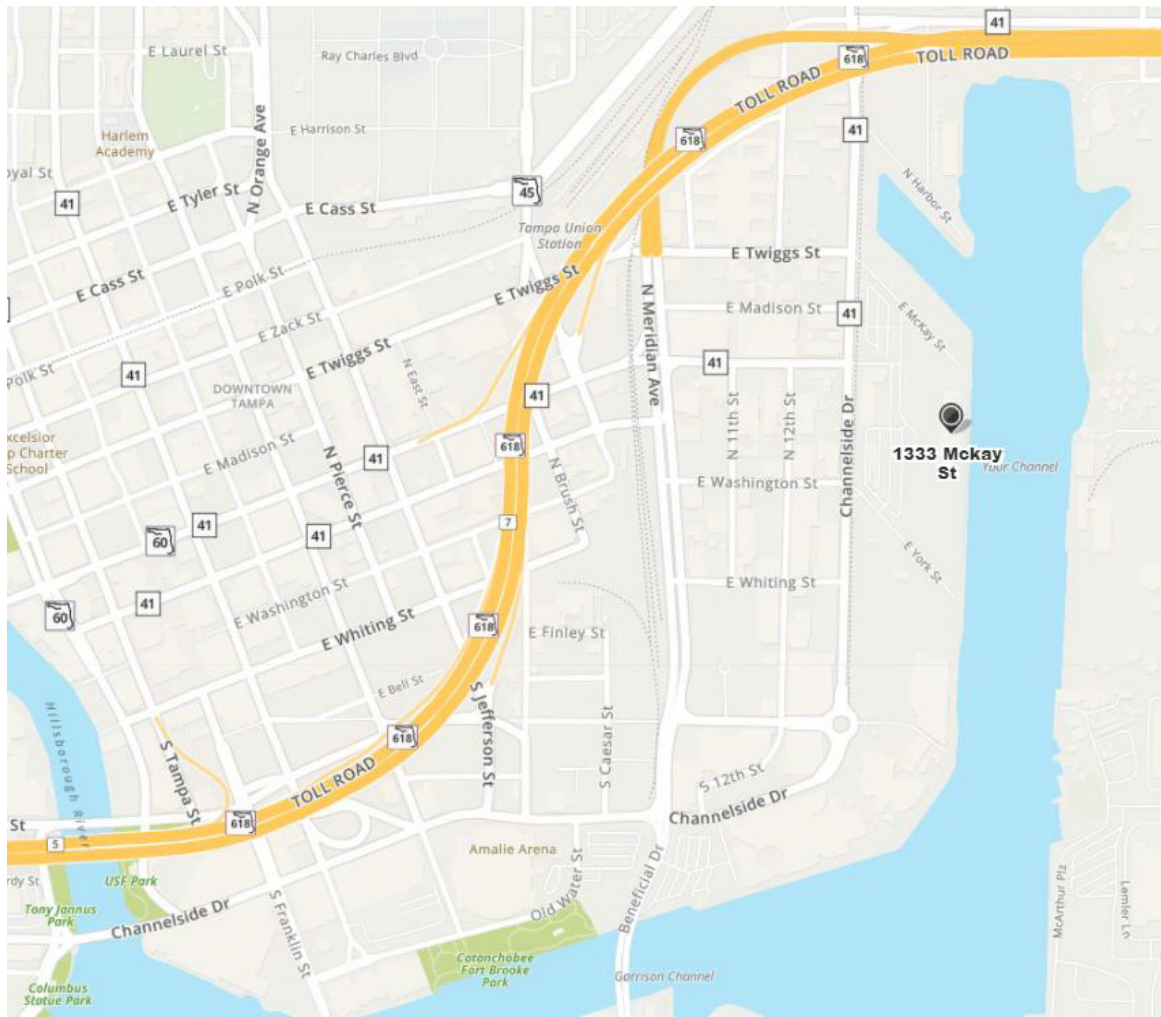 E Laurel St
Ray Charles Blvd
41
618
TOLL ROAD
TOLL ROAD
Harlem
Academy
N Orange Ave
E Harrison St
618
41
oyal St
41
E Tyler St
45
E Cass St
N Harbor St
Tampa Union
Station
E Cass St
E Polk St
E Twiggs St
E Twiggs St
E Zack St
N Meridian Ave
E Madison St
41
E McKay St
E Twiggs St
Polk St
41
N East St
41
DOWNTOWN
TAMPA
41
N 11th St
N 12th St
Channelside Dr
1333 Mckay
St
Your Channel
xcelsior
p Charter
School
E Madison St
N Pierce St
41
618
N Brush St
E Washington St
60
41
41
7
E York St
60
41
E Washington St
E Whiting St
E Whiting St
618
E Finley St
E Bell St
S Jefferson St
S Caesar St
Hillsborough River
S Tampa St
618
TOLL ROAD
S 12th St
Channelside Dr
St
618
S
Amalie Arena
Old Water St
Beneficial Dr
rdy St
USF Park
Tony Jannus
Park
Channelside Dr
S Franklin St
McArthur Plz
Lemler Ln
Cotanchobee
Fort Brooke
Park
Garrison Channel
Columbus
Statue Park